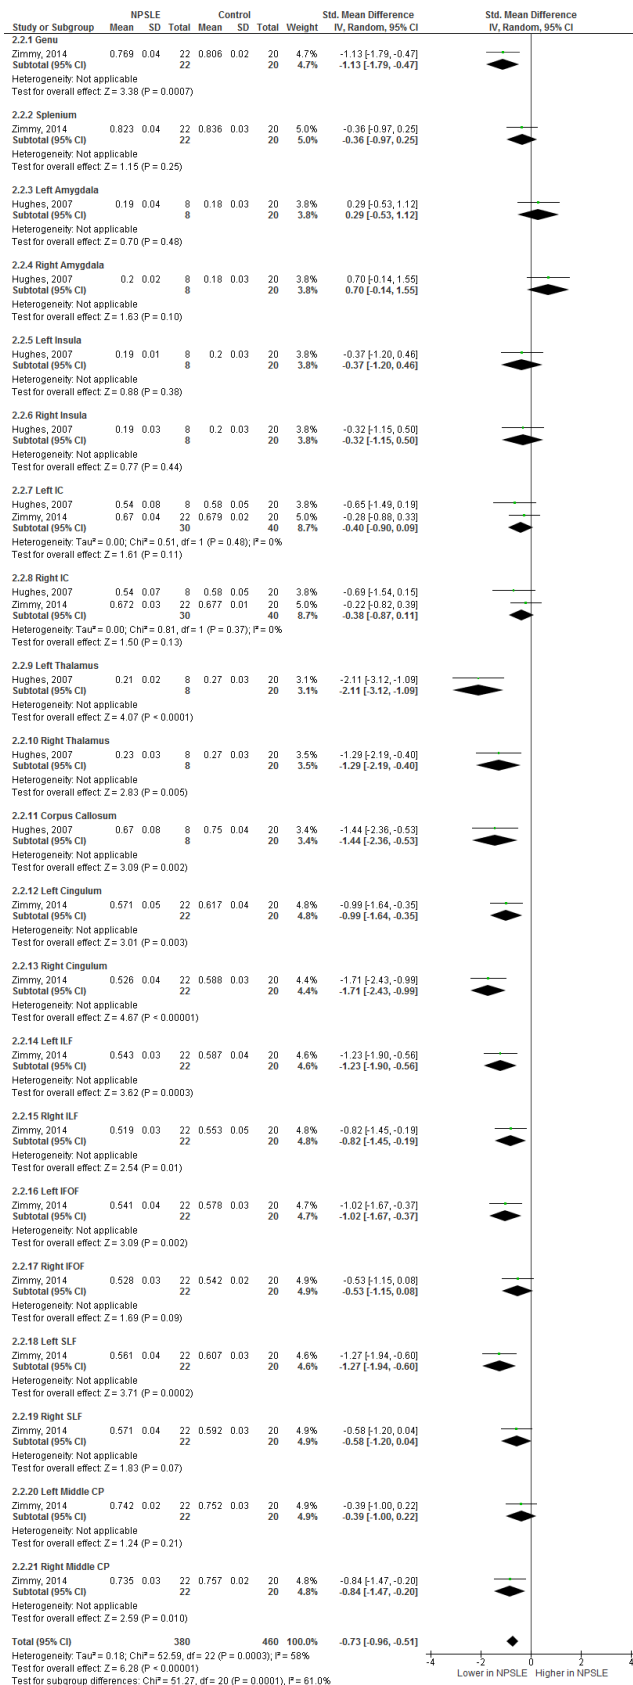 NPSLE Control Std. Mean Difference Std. Mean Difference
Study or Subgroup Mean SD Total Mean SD Total Weight IV, Random, 95% CI IV, Random, 95% CI
2.2.1 Genu
Zimmy, 2014 0.769 0.04 22 0.806 0.02 20 4.7% -1.13 [-1.79, -0.47]
Subtotal (95% CI) 22 20 4.7% -1.13 [-1.79, -0.47]
Heterogeneity: Not applicable
Test for overall effect: Z = 3.38 (P = 0.0007)
2.2.2 Splenium
Zimmy, 2014 0.823 0.04 22 0.836 0.03 20 5.0% -0.36 [-0.97, 0.25]
Subtotal (95% CI) 22 20 5.0% -0.36 [-0.97, 0.25]
Heterogeneity: Not applicable
Test for overall effect: Z = 1.15 (P = 0.25)
2.2.3 Left Amygdala
Hughes, 2007 0.19 0.04 8 0.18 0.03 20 3.8% 0.29 [-0.53, 1.12]
Subtotal (95% CI) 8 20 3.8% 0.29 [-0.53, 1.12]
Heterogeneity: Not applicable
Test for overall effect: Z = 0.70 (P = 0.48)
2.2.4 Right Amygdala
Hughes, 2007 0.2 0.02 8 0.18 0.03 20 3.8% 0.70 [-0.14, 1.55]
Subtotal (95% CI) 8 20 3.8% 0.70 [-0.14, 1.55]
Heterogeneity: Not applicable
Test for overall effect: Z = 1.63 (P = 0.10)
2.2.5 Left Insula
Hughes, 2007 0.19 0.01 8 0.2 0.03 20 3.8% -0.37 [-1.20, 0.46]
Subtotal (95% CI) 8 20 3.8% -0.37 [-1.20, 0.46]
Heterogeneity: Not applicable
Test for overall effect: Z = 0.88 (P = 0.38)
2.2.6 Right Insula
Hughes, 2007 0.19 0.03 8 0.2 0.03 20 3.8% -0.32 [-1.15, 0.50]
Subtotal (95% CI) 8 20 3.8% -0.32 [-1.15, 0.50]
Heterogeneity: Not applicable
Test for overall effect: Z = 0.77 (P = 0.44)
2.2.7 Left IC
Hughes, 2007 0.54 0.08 8 0.58 0.05 20 3.8% -0.65 [-1.49, 0.19]
Zimmy, 2014 0.67 0.04 22 0.679 0.02 20 5.0% -0.28 [-0.88, 0.33]
Subtotal (95% CI) 30 40 8.7% -0.40 [-0.90, 0.09]
Heterogeneity: Tau² = 0.00; Chi² = 0.51, df = 1 (P = 0.48); I² = 0%
Test for overall effect: Z = 1.61 (P = 0.11)
2.2.8 Right IC
Hughes, 2007 0.54 0.07 8 0.58 0.05 20 3.8% -0.69 [-1.54, 0.15]
Zimmy, 2014 0.672 0.03 22 0.677 0.01 20 5.0% -0.22 [-0.82, 0.39]
Subtotal (95% CI) 30 40 8.7% -0.38 [-0.87, 0.11]
Heterogeneity: Tau² = 0.00; Chi² = 0.81, df = 1 (P = 0.37); I² = 0%
Test for overall effect: Z = 1.50 (P = 0.13)
2.2.9 Left Thalamus
Hughes, 2007 0.21 0.02 8 0.27 0.03 20 3.1% -2.11 [-3.12, -1.09]
Subtotal (95% CI) 8 20 3.1% -2.11 [-3.12, -1.09]
Heterogeneity: Not applicable
Test for overall effect: Z = 4.07 (P < 0.0001)
2.2.10 Right Thalamus
Hughes, 2007 0.23 0.03 8 0.27 0.03 20 3.5% -1.29 [-2.19, -0.40]
Subtotal (95% CI) 8 20 3.5% -1.29 [-2.19, -0.40]
Heterogeneity: Not applicable
Test for overall effect: Z = 2.83 (P = 0.005)
2.2.11 Corpus Callosum
Hughes, 2007 0.67 0.08 8 0.75 0.04 20 3.4% -1.44 [-2.36, -0.53]
Subtotal (95% CI) 8 20 3.4% -1.44 [-2.36, -0.53]
Heterogeneity: Not applicable
Test for overall effect: Z = 3.09 (P = 0.002)
2.2.12 Left Cingulum
Zimmy, 2014 0.571 0.05 22 0.617 0.04 20 4.8% -0.99 [-1.64, -0.35]
Subtotal (95% CI) 22 20 4.8% -0.99 [-1.64, -0.35]
Heterogeneity: Not applicable
Test for overall effect: Z = 3.01 (P = 0.003)
2.2.13 Right Cingulum
Zimmy, 2014 0.526 0.04 22 0.588 0.03 20 4.4% -1.71 [-2.43, -0.99]
Subtotal (95% CI) 22 20 4.4% -1.71 [-2.43, -0.99]
Heterogeneity: Not applicable
Test for overall effect: Z = 4.67 (P < 0.00001)
2.2.14 Left ILF
Zimmy, 2014 0.543 0.03 22 0.587 0.04 20 4.6% -1.23 [-1.90, -0.56]
Subtotal (95% CI) 22 20 4.6% -1.23 [-1.90, -0.56]
Heterogeneity: Not applicable
Test for overall effect: Z = 3.62 (P = 0.0003)
2.2.15 Right ILF
Zimmy, 2014 0.519 0.03 22 0.553 0.05 20 4.8% -0.82 [-1.45, -0.19]
Subtotal (95% CI) 22 20 4.8% -0.82 [-1.45, -0.19]
Heterogeneity: Not applicable
Test for overall effect: Z = 2.54 (P = 0.01)
2.2.16 Left IFOF
Zimmy, 2014 0.541 0.04 22 0.578 0.03 20 4.7% -1.02 [-1.67, -0.37]
Subtotal (95% CI) 22 20 4.7% -1.02 [-1.67, -0.37]
Heterogeneity: Not applicable
Test for overall effect: Z = 3.09 (P = 0.002)
2.2.17 Right IFOF
Zimmy, 2014 0.528 0.03 22 0.542 0.02 20 4.9% -0.53 [-1.15, 0.08]
Subtotal (95% CI) 22 20 4.9% -0.53 [-1.15, 0.08]
Heterogeneity: Not applicable
Test for overall effect: Z = 1.69 (P = 0.09)
2.2.18 Left SLF
Zimmy, 2014 0.561 0.04 22 0.607 0.03 20 4.6% -1.27 [-1.94, -0.60]
Subtotal (95% CI) 22 20 4.6% -1.27 [-1.94, -0.60]
Heterogeneity: Not applicable
Test for overall effect: Z = 3.71 (P = 0.0002)
2.2.19 Right SLF
Zimmy, 2014 0.571 0.04 22 0.592 0.03 20 4.9% -0.58 [-1.20, 0.04]
Subtotal (95% CI) 22 20 4.9% -0.58 [-1.20, 0.04]
Heterogeneity: Not applicable
Test for overall effect: Z = 1.83 (P = 0.07)
2.2.20 Left Middle CP
Zimmy, 2014 0.742 0.02 22 0.752 0.03 20 4.9% -0.39 [-1.00, 0.22]
Subtotal (95% CI) 22 20 4.9% -0.39 [-1.00, 0.22]
Heterogeneity: Not applicable
Test for overall effect: Z = 1.24 (P = 0.21)
2.2.21 Right Middle CP
Zimmy, 2014 0.735 0.03 22 0.757 0.02 20 4.8% -0.84 [-1.47, -0.20]
Subtotal (95% CI) 22 20 4.8% -0.84 [-1.47, -0.20]
Heterogeneity: Not applicable
Test for overall effect: Z = 2.59 (P = 0.010)
Total (95% CI) 380 460 100.0% -0.73 [-0.96, -0.51]
Heterogeneity: Tau² = 0.18; Chi² = 52.59, df = 22 (P = 0.0003); I² = 58%
Test for overall effect: Z = 6.28 (P < 0.00001)
Test for subgroup differences: Chi² = 51.27, df = 20 (P = 0.0001), I² = 61.0%
-4 -2 0 2 4
Lower in NPSLE Higher in NPSLE